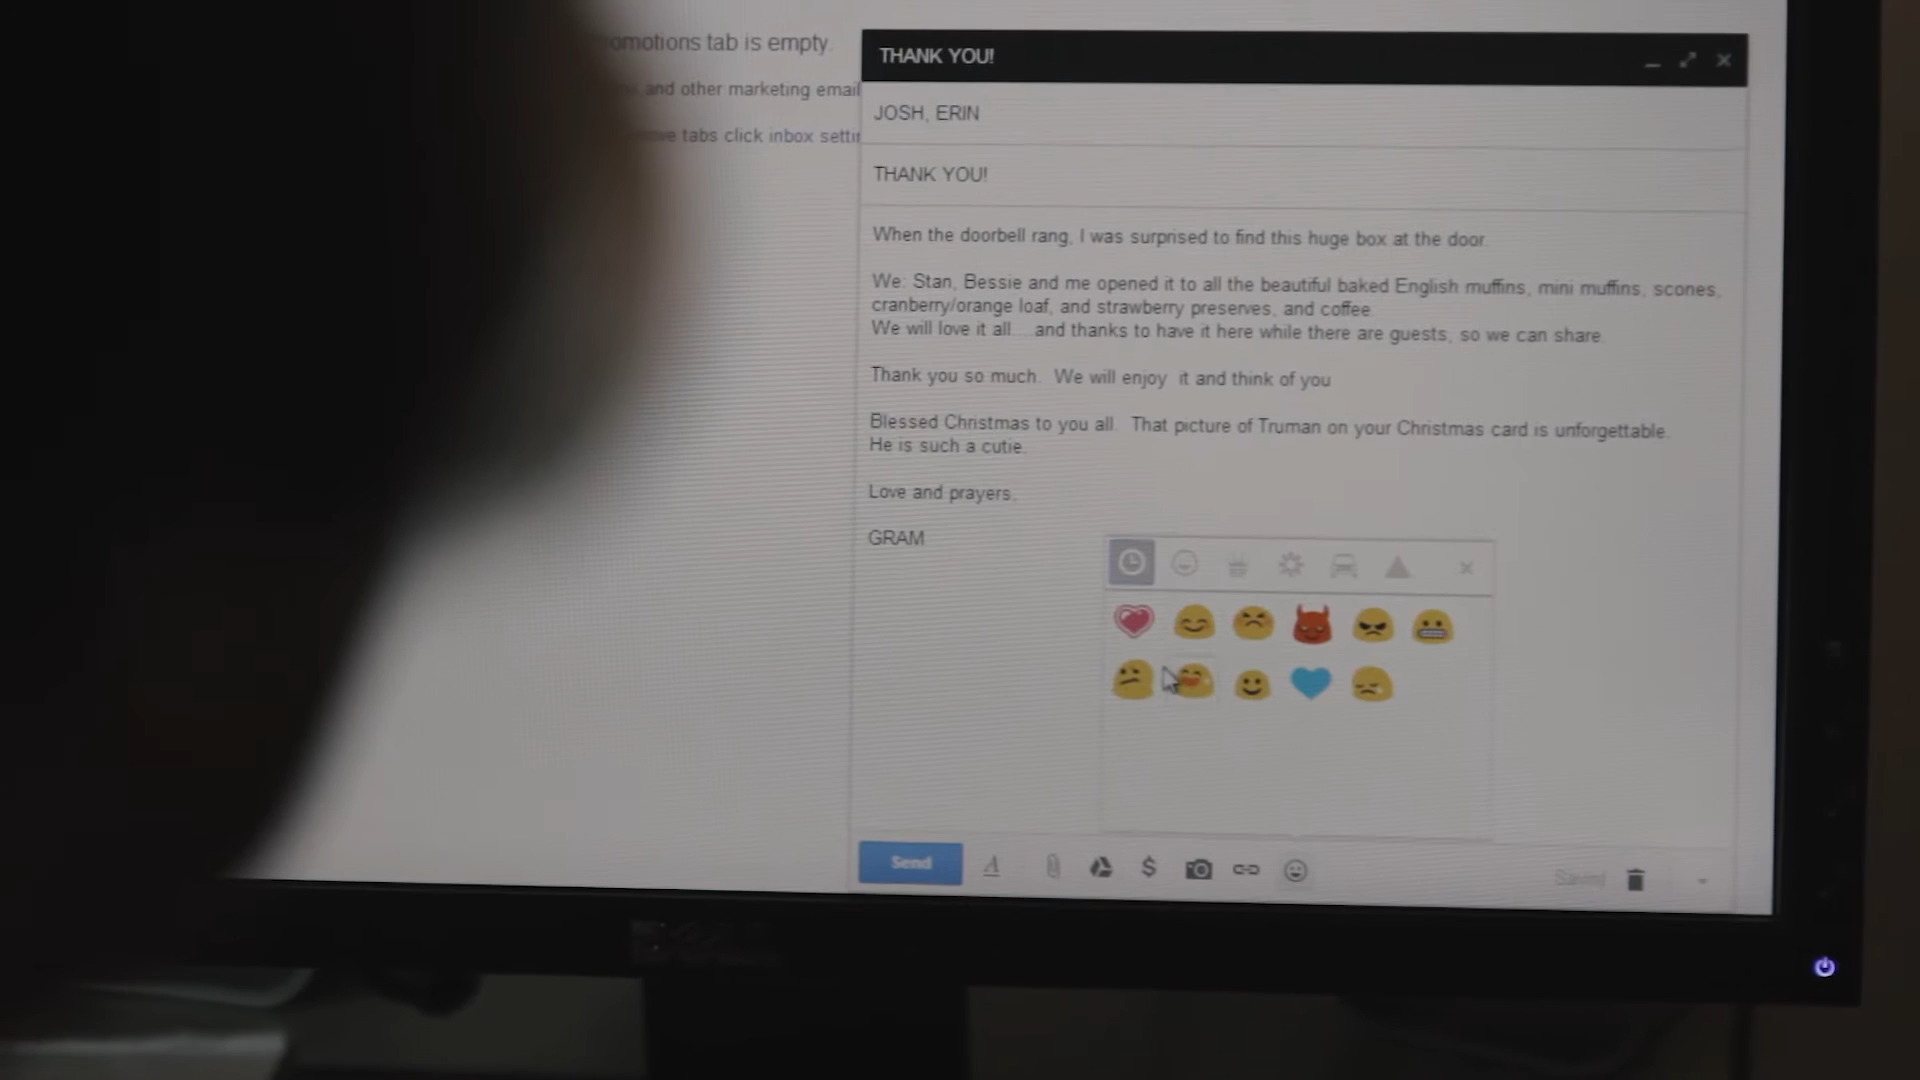 tab is empty.
and other marketing email
tabs click inbox settin
THANK YOU!
JOSH, ERIN
THANK YOU!
When the doorbell rang, I was surprised to find this huge box at the door.
We: Stan, Bessie and me opened it to all the beautiful baked English muffins, mini muffins, scones,
cranberry/orange loaf, and strawberry preserves, and coffee.
We will love it all....and thanks to have it here while there are guests, so we can share.
Thank you so much. We will enjoy it and think of you
Blessed Christmas to you all. That picture of Truman on your Christmas card is unforgettable.
He is such a cutie.
Love and prayers,
GRAM
Send
Saved